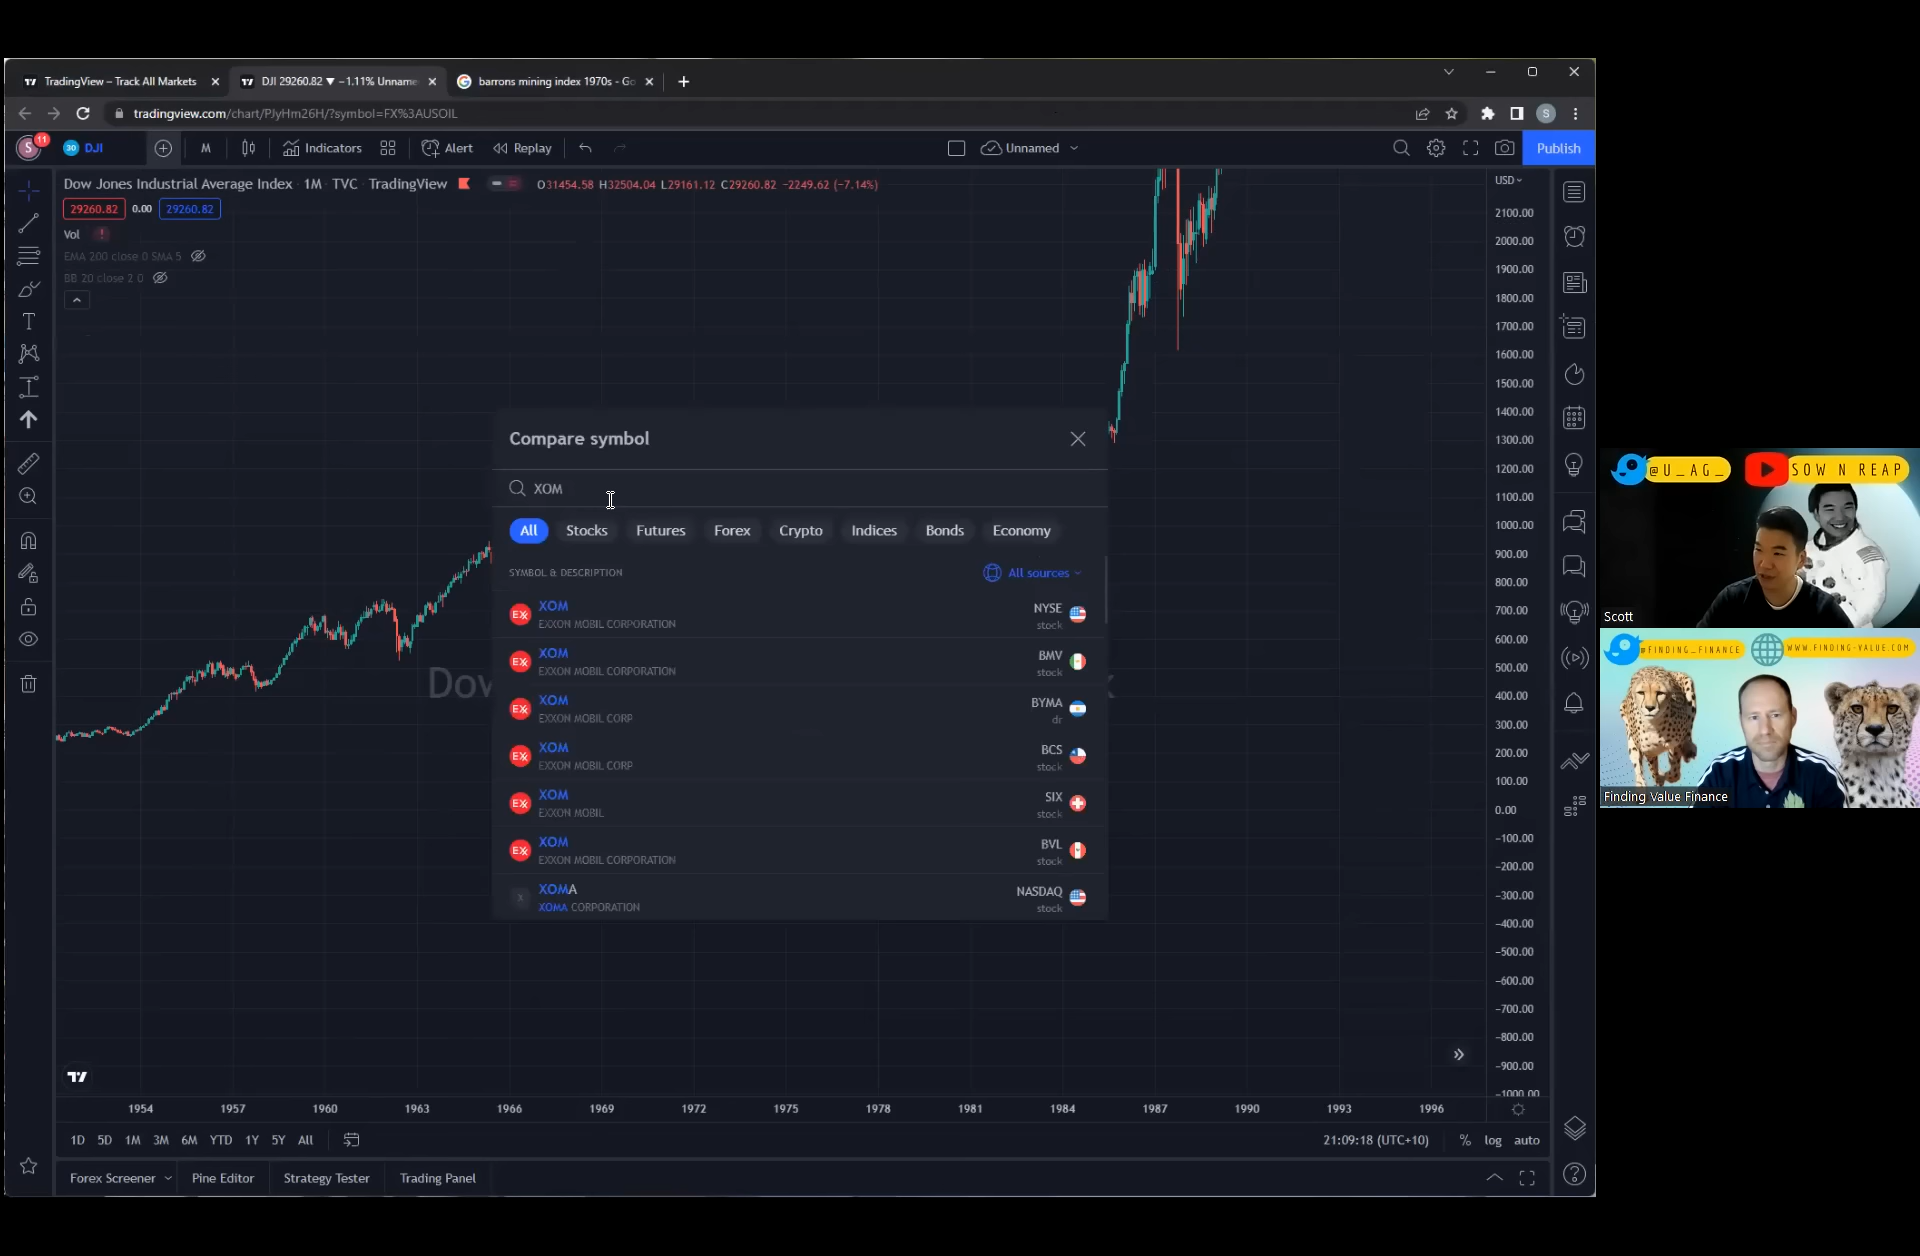 TradingView – Track All Markets
DJI 29260.82 ▼ −1.11% Unname
barrons mining index 1970s - Go
tradingview.com/chart/PJyHm26H/?symbol=FX%3AUSOIL
S
S
11
30
DJI
M
Indicators
Alert
Replay
Unnamed
Publish
Dow Jones Industrial Average Index · 1M · TVC · TradingView
O31454.58 H32504.04 L29161.12 C29260.82 −2249.62 (−7.14%)
USD
29260.82
0.00
29260.82
Vol
EMA 200 close 0 SMA 5
BB 20 close 2 0
2100.00
2000.00
1900.00
1800.00
1700.00
1600.00
1500.00
1400.00
1300.00
1200.00
1100.00
1000.00
900.00
800.00
700.00
600.00
500.00
400.00
300.00
200.00
100.00
0.00
−100.00
−200.00
−300.00
−400.00
−500.00
−600.00
−700.00
−800.00
−900.00
−1000.00
Dow
Compare symbol
XOM
All
Stocks
Futures
Forex
Crypto
Indices
Bonds
Economy
SYMBOL & DESCRIPTION
All sources
XOM
EXXON MOBIL CORPORATION
NYSE
stock
XOM
EXXON MOBIL CORPORATION
BMV
stock
XOM
EXXON MOBIL CORP
BYMA
dr
XOM
EXXON MOBIL CORP
BCS
stock
XOM
EXXON MOBIL
SIX
stock
XOM
EXXON MOBIL CORPORATION
BVL
stock
XOMA
XOMA CORPORATION
NASDAQ
stock
1954 1957 1960 1963 1966 1969 1972 1975 1978 1981 1984 1987 1990 1993 1996
1D 5D 1M 3M 6M YTD 1Y 5Y All
21:09:18 (UTC+10)
% log auto
Forex Screener
Pine Editor
Strategy Tester
Trading Panel
@U_AG_
SOW N REAP
Scott
@FINDING_FINANCE
WWW.FINDING-VALUE.COM
Finding Value Finance